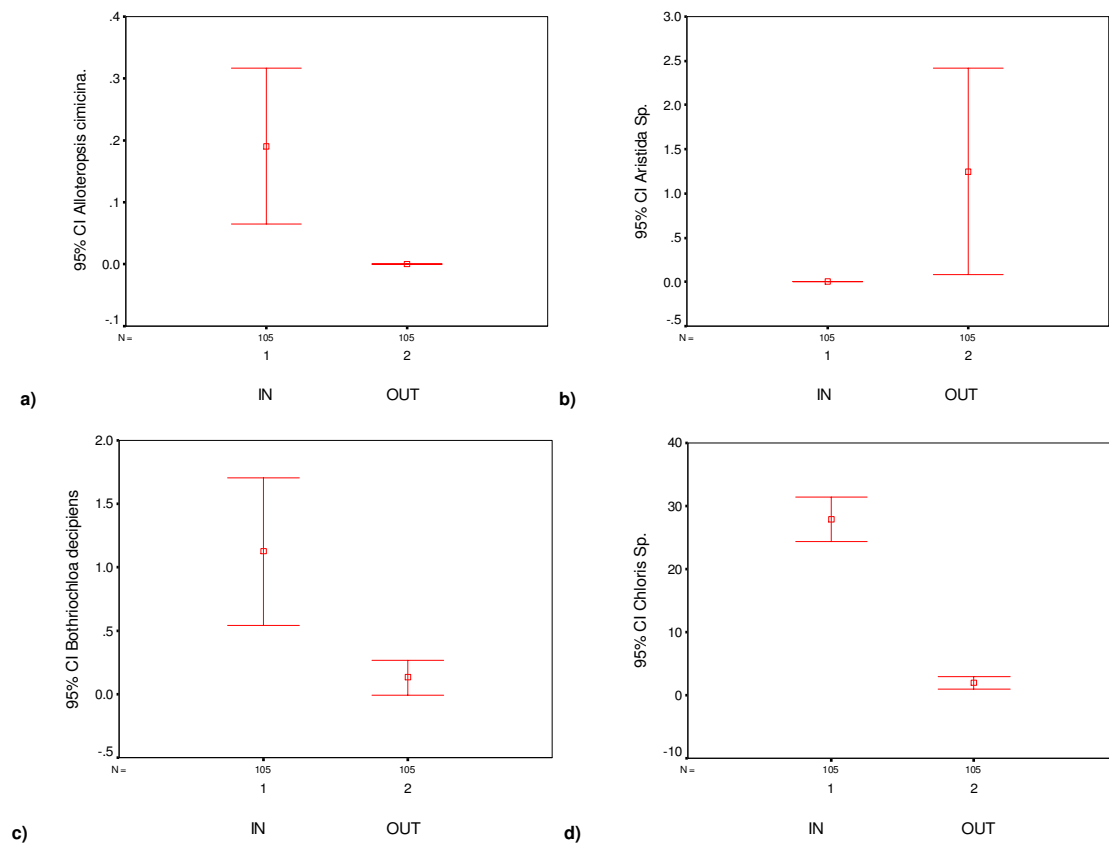 95% CI Alloteropsis cimicina.
.4
.3
.2
.1
0.0
-.1
N = 105 105
1 2
a) IN OUT
95% CI Aristida Sp.
3.0
2.5
2.0
1.5
1.0
.5
0.0
-.5
N = 105 105
1 2
b) IN OUT
95% CI Bothriochloa decipiens
2.0
1.5
1.0
.5
0.0
-.5
N = 105 105
1 2
c) IN OUT
95% CI Chloris Sp.
40
30
20
10
0
-10
N = 105 105
1 2
d) IN OUT